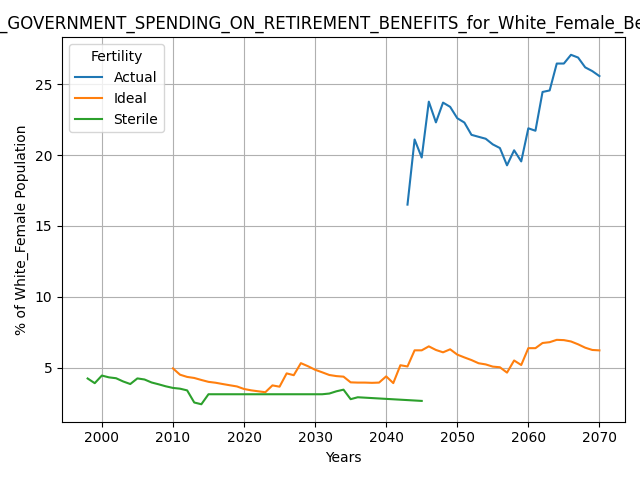 _GOVERNMENT_SPENDING_ON_RETIREMENT_BENEFITS_for_White_Female_Be
Fertility
Actual
Ideal
Sterile
% of White_Female Population
25
20
15
10
5
2000 2010 2020 2030 2040 2050 2060 2070
Years